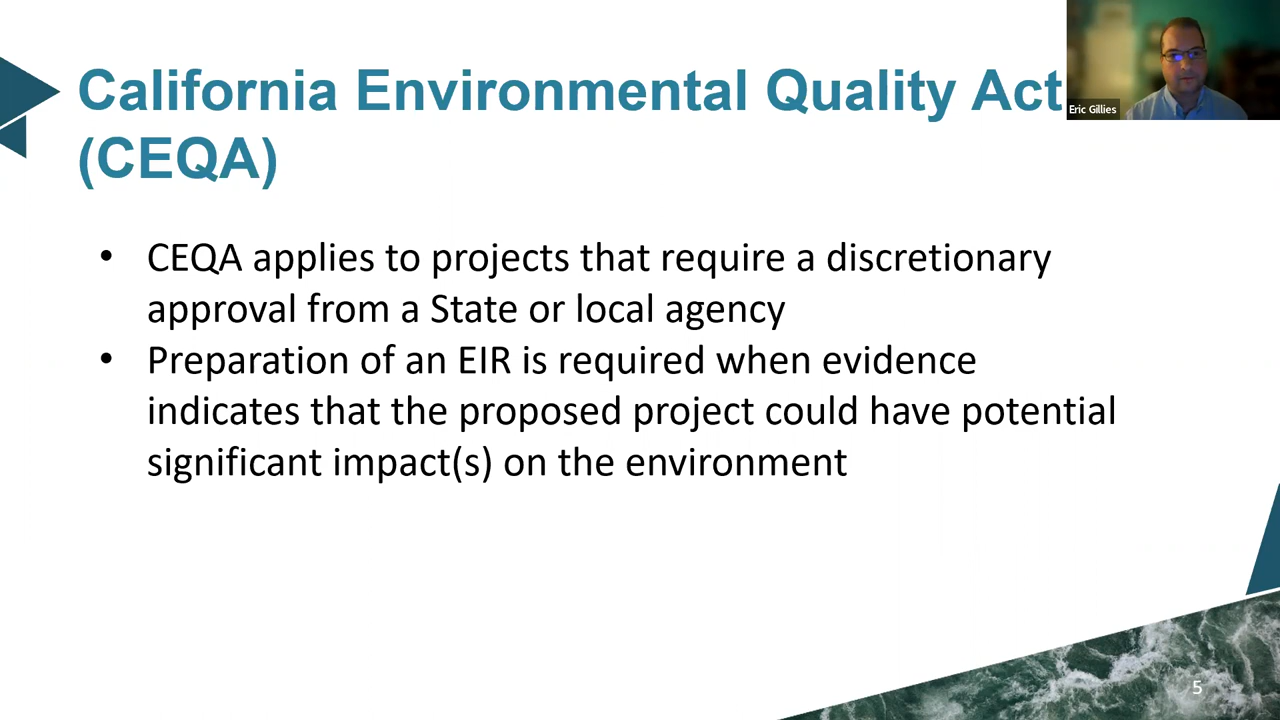 California Environmental Quality Act
(CEQA)
Eric Gillies
• CEQA applies to projects that require a discretionary
approval from a State or local agency
• Preparation of an EIR is required when evidence
indicates that the proposed project could have potential
significant impact(s) on the environment
5